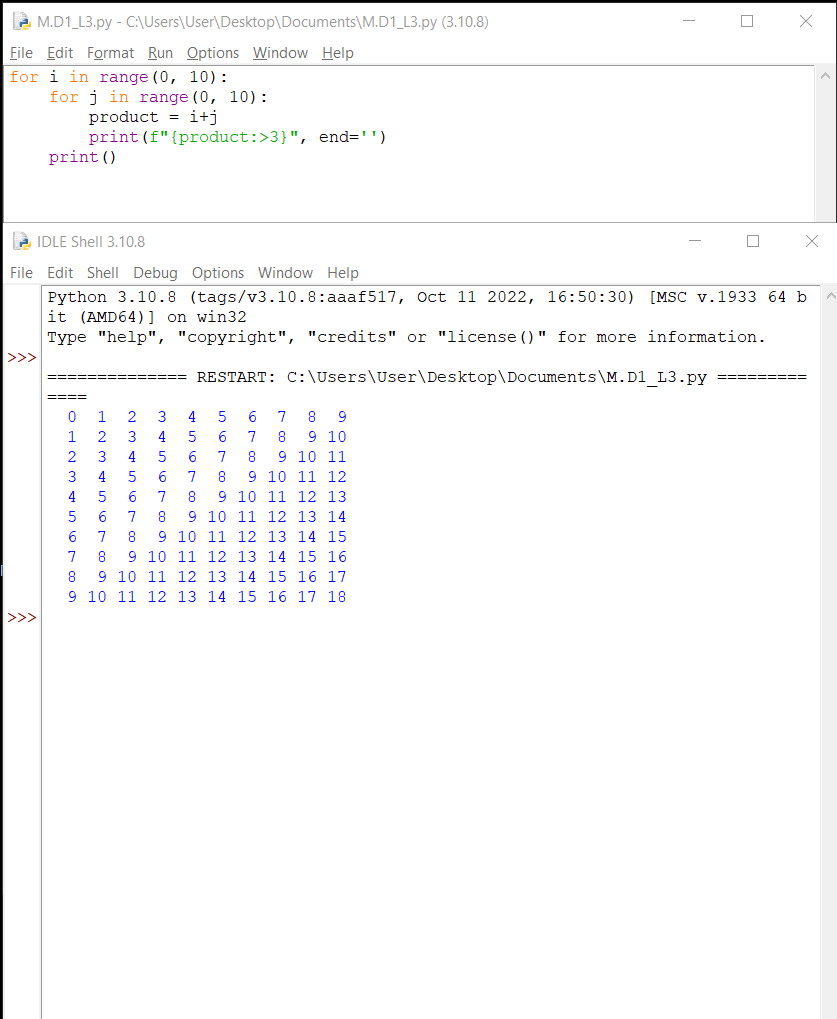 M.D1_L3.py - C:\Users\User\Desktop\Documents\M.D1_L3.py (3.10.8)
File Edit Format Run Options Window Help
for i in range(0, 10):
    for j in range(0, 10):
        product = i+j
        print(f"{product:>3}", end='')
    print()
IDLE Shell 3.10.8
File Edit Shell Debug Options Window Help
Python 3.10.8 (tags/v3.10.8:aaaf517, Oct 11 2022, 16:50:30) [MSC v.1933 64 b
it (AMD64)] on win32
Type "help", "copyright", "credits" or "license()" for more information.
>>>
============== RESTART: C:\Users\User\Desktop\Documents\M.D1_L3.py =========
====
  0  1  2  3  4  5  6  7  8  9
  1  2  3  4  5  6  7  8  9 10
  2  3  4  5  6  7  8  9 10 11
  3  4  5  6  7  8  9 10 11 12
  4  5  6  7  8  9 10 11 12 13
  5  6  7  8  9 10 11 12 13 14
  6  7  8  9 10 11 12 13 14 15
  7  8  9 10 11 12 13 14 15 16
  8  9 10 11 12 13 14 15 16 17
  9 10 11 12 13 14 15 16 17 18
>>>